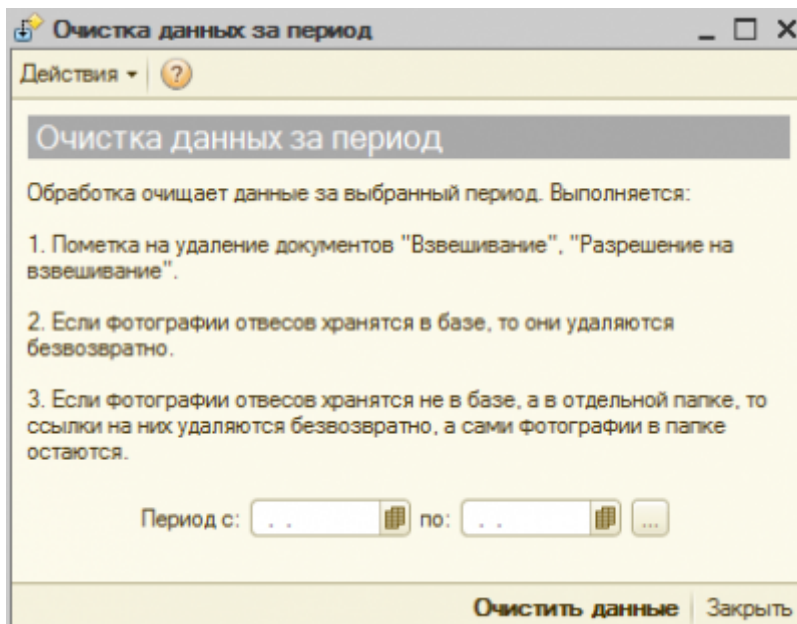 Очистка данных за период
Действия
?
Очистка данных за период
Обработка очищает данные за выбранный период. Выполняется:
1. Пометка на удаление документов "Взвешивание", "Разрешение на
взвешивание".
2. Если фотографии отвесов хранятся в базе, то они удаляются
безвозвратно.
3. Если фотографии отвесов хранятся не в базе, а в отдельной папке, то
ссылки на них удаляются безвозвратно, а сами фотографии в папке
остаются.
Период с: . . по: . . ...
Очистить данные Закрыть